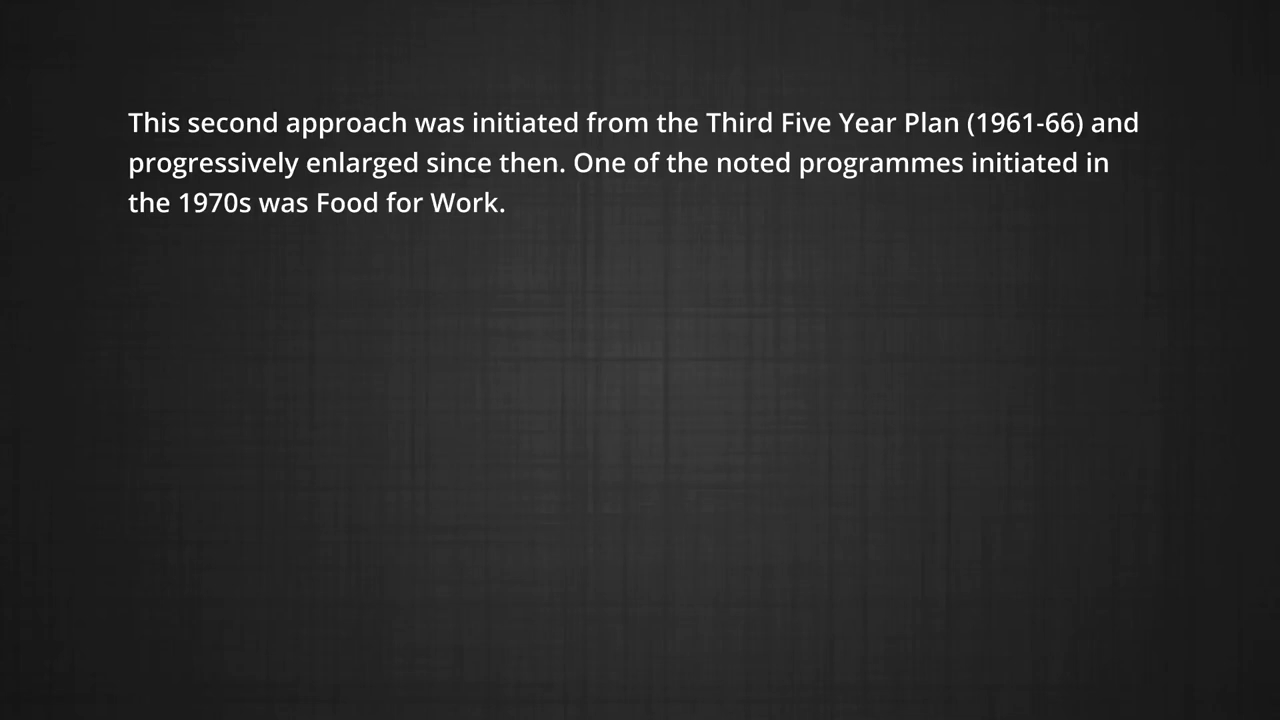 This second approach was initiated from the Third Five Year Plan (1961-66) and
progressively enlarged since then. One of the noted programmes initiated in
the 1970s was Food for Work.